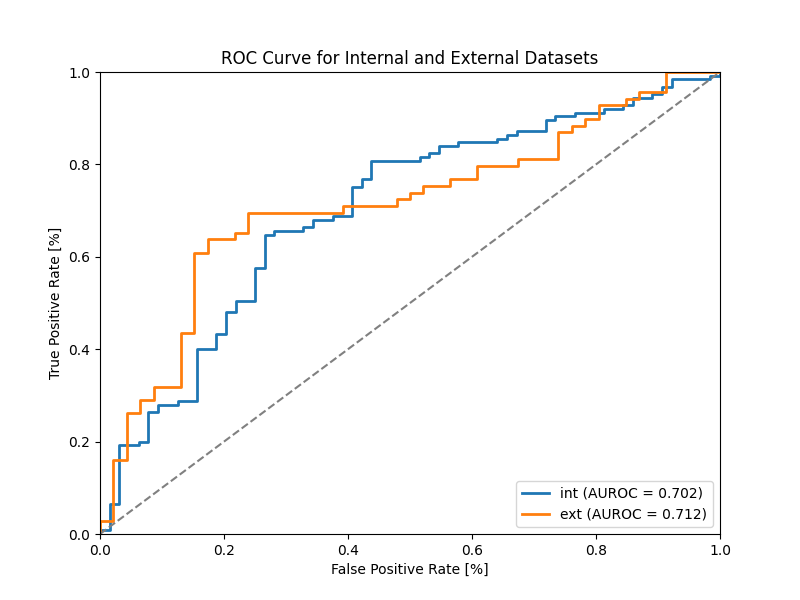 ROC Curve for Internal and External Datasets
True Positive Rate [%]
1.0
0.8
0.6
0.4
0.2
0.0
0.0 0.2 0.4 0.6 0.8 1.0
False Positive Rate [%]
int (AUROC = 0.702)
ext (AUROC = 0.712)